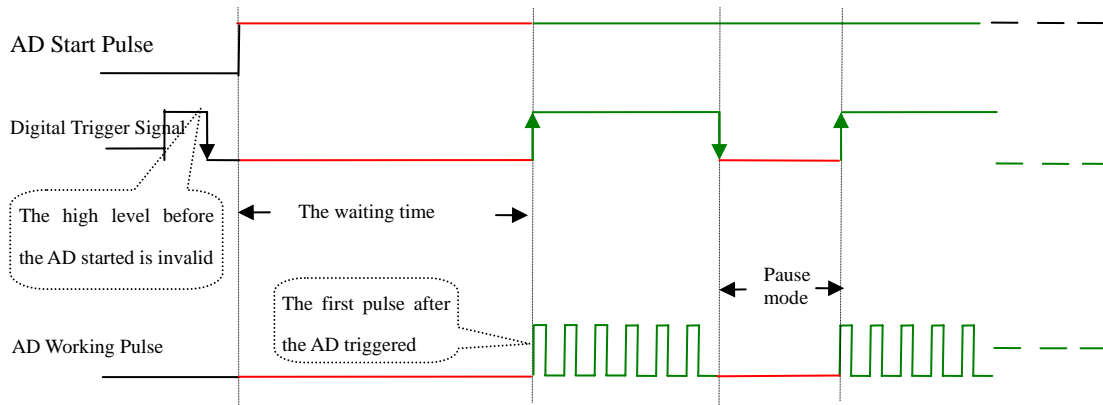 AD Start Pulse
Digital Trigger Signal
The high level before
the AD started is invalid
The waiting time
Pause
mode
The first pulse after
the AD triggered
AD Working Pulse